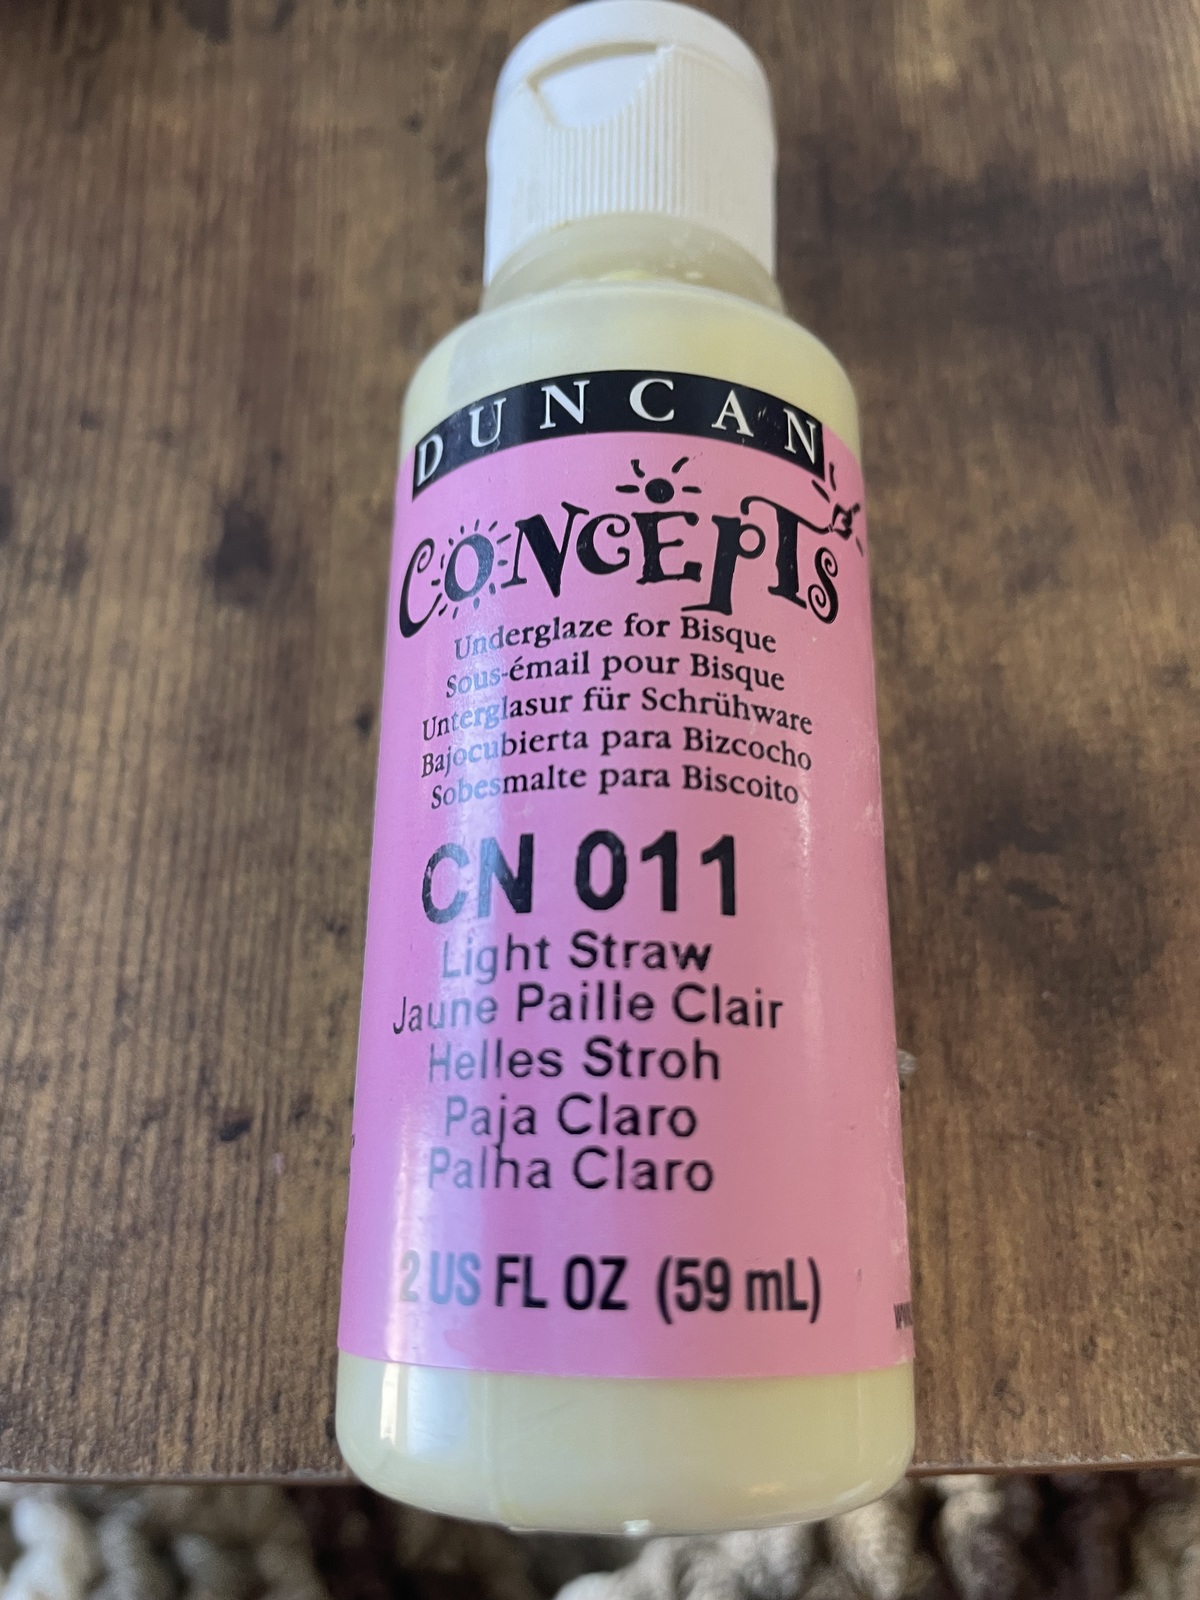 DUNCAN
CONCEPTS
Underglaze for Bisque
Sous-émail pour Bisque
Unterglasur für Schrühware
Bajocubierta para Bizcocho
Sobesmalte para Biscoito
CN 011
Light Straw
Jaune Paille Clair
Helles Stroh
Paja Claro
Palha Claro
2 US FL OZ (59 mL)